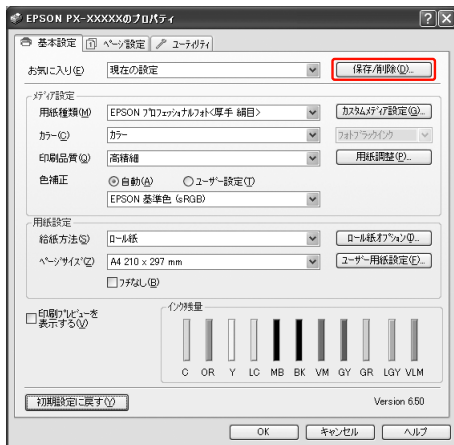 EPSON PX-XXXXXのプロパティ
基本設定 ページ設定 ユーティリティ
お気に入り(E) 現在の設定 保存/削除(D)...
メディア設定
用紙種類(M) EPSON プロフェッショナルフォト<厚手 絹目> カスタムメディア設定(G)...
カラー(C) カラー フォトブラックインク
印刷品質(Q) 高精細 用紙調整(P)...
色補正 自動(A) ユーザー設定(T)
EPSON 基準色 (sRGB)
用紙設定
給紙方法(S) ロール紙 ロール紙オプション(I)...
ページサイズ(Z) A4 210 x 297 mm ユーザー用紙設定(F)...
フチなし(B)
印刷プレビューを
表示する(V)
インク残量
C OR Y LC MB BK VM GY GR LGY VLM
初期設定に戻す(Y) Version 6.50
OK キャンセル ヘルプ